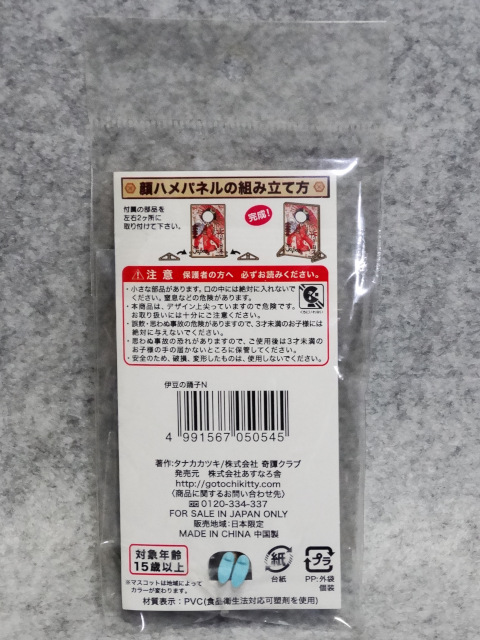 顔ハメパネルの組み立て方
付属の部品を
左右2ヶ所に
取り付けて下さい。
完成!
注意 保護者の方へ 必ずお読みください。
・小さな部品があります。口の中には絶対に入れないで
ください。窒息などの危険があります。
・本商品は、デザイン上尖っていますので危険です。
お取り扱いには十分にご注意ください。
・誤飲・思わぬ事故の危険がありますので、3才未満のお子様には
絶対に与えないでください。
・思わぬ事故の恐れがありますので、ご使用後は3才未満の
お子様の手の届かないところに保管してください。
・安全のため、破損、変形したものは、使用しないでください。
伊豆の踊子N
4 991567 050545
著作:タナカカツキ/株式会社 奇譚クラブ
発売元 株式会社あすなろ舎
http://gotochikitty.com
〈商品に関するお問い合わせ先〉
0120-334-337
FOR SALE IN JAPAN ONLY
販売地域:日本限定
MADE IN CHINA 中国製
対象年齢
15歳以上
※マスコットは地域によって
カラーが変わります。
紙
台紙
プラ
PP:外袋
個装
材質表示:PVC(食品衛生法対応可塑剤を使用)